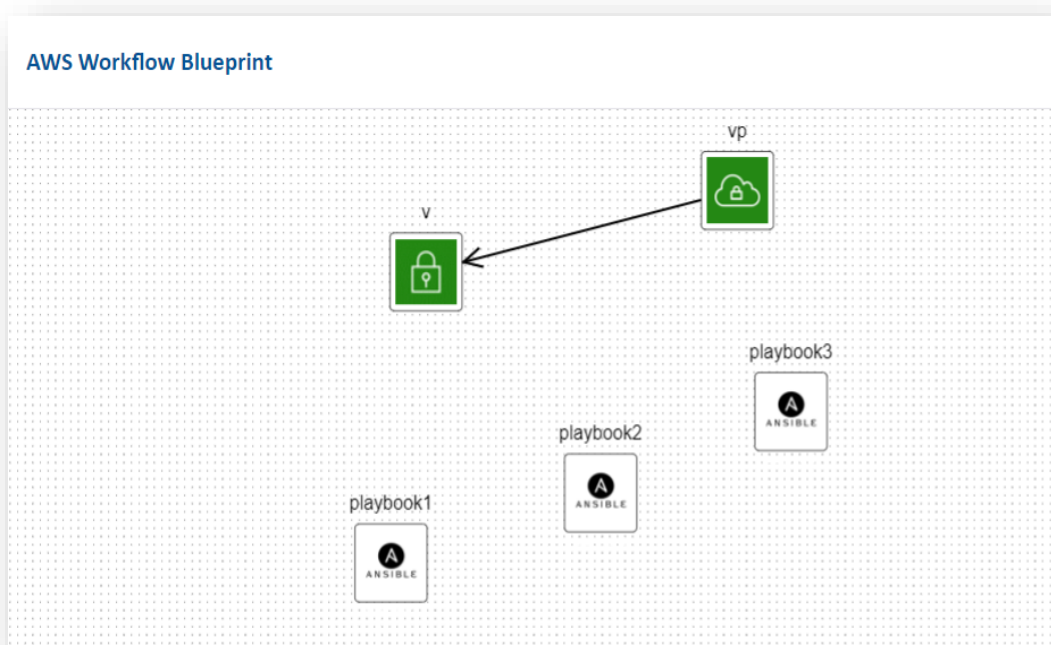 AWS Workflow Blueprint
vp
v
playbook3
ANSIBLE
playbook2
ANSIBLE
playbook1
ANSIBLE